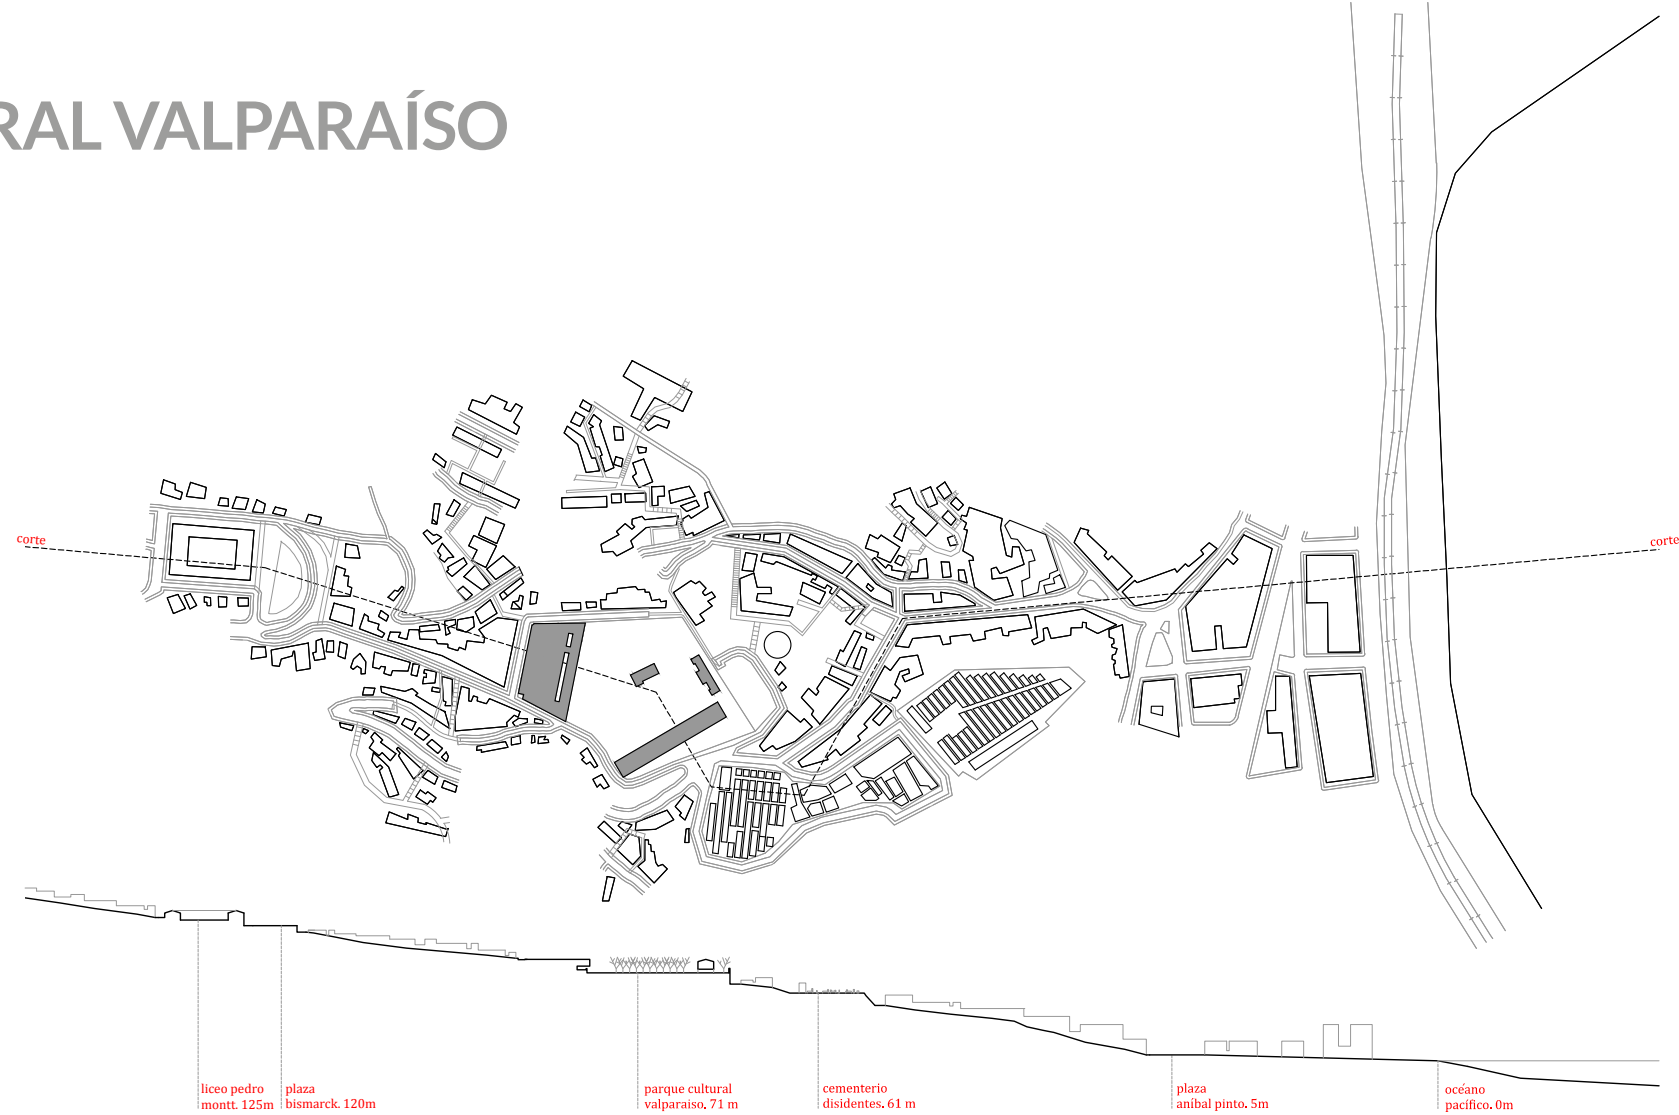 RAL VALPARAÍSO
corte
corte
liceo pedro
montt. 125m
plaza
bismarck. 120m
parque cultural
valparaiso. 71 m
cementerio
disidentes. 61 m
plaza
aníbal pinto. 5m
océano
pacífico. 0m